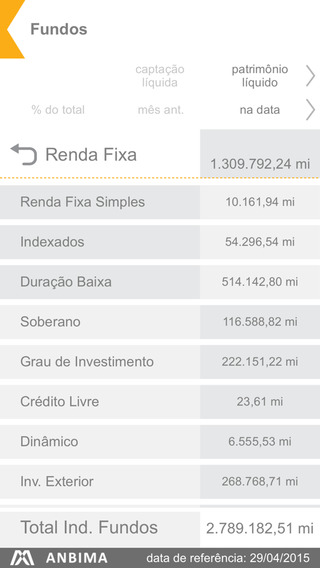 Fundos
captação
líquida
patrimônio
líquido
% do total
mês ant.
na data
Renda Fixa
1.309.792,24 mi
Renda Fixa Simples 10.161,94 mi
Indexados 54.296,54 mi
Duração Baixa 514.142,80 mi
Soberano 116.588,82 mi
Grau de Investimento 222.151,22 mi
Crédito Livre 23,61 mi
Dinâmico 6.555,53 mi
Inv. Exterior 268.768,71 mi
Total Ind. Fundos 2.789.182,51 mi
ANBIMA data de referência: 29/04/2015